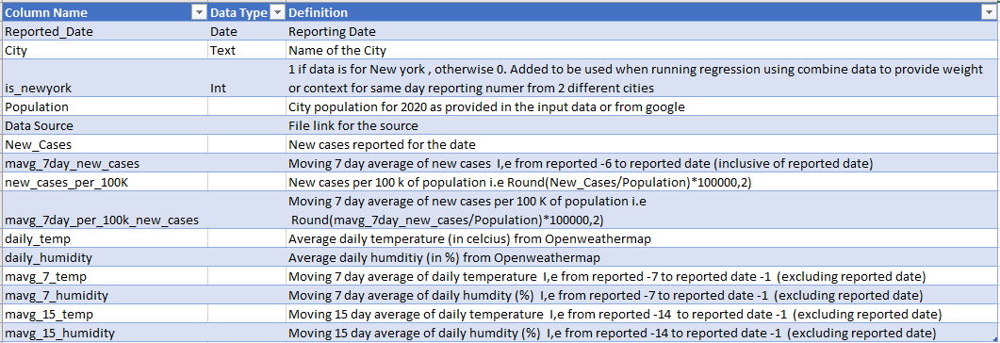 Column Name Data Type Definition
Reported_Date Date Reporting Date
City Text Name of the City
1 if data is for New york , otherwise 0. Added to be used when running regression using combine data to provide weight
is_newyork Int or context for same day reporting numer from 2 different cities
Population City population for 2020 as provided in the input data or from google
Data Source File link for the source
New_Cases New cases reported for the date
mavg_7day_new_cases Moving 7 day average of new cases I,e from reported -6 to reported date (inclusive of reported date)
new_cases_per_100K New cases per 100 k of population i.e Round(New_Cases/Population)*100000,2)
Moving 7 day average of new cases per 100 K of population i.e
mavg_7day_per_100k_new_cases Round(mavg_7day_new_cases/Population)*100000,2)
daily_temp Average daily temperature (in celcius) from Openweathermap
daily_humidity Average daily humditiy (in %) from Openweathermap
mavg_7_temp Moving 7 day average of daily temperature I,e from reported -7 to reported date -1 (excluding reported date)
mavg_7_humidity Moving 7 day average of daily humdity (%) I,e from reported -7 to reported date -1 (excluding reported date)
mavg_15_temp Moving 15 day average of daily temperature I,e from reported -14 to reported date -1 (excluding reported date)
mavg_15_humidity Moving 15 day average of daily humdity (%) I,e from reported -14 to reported date -1 (excluding reported date)